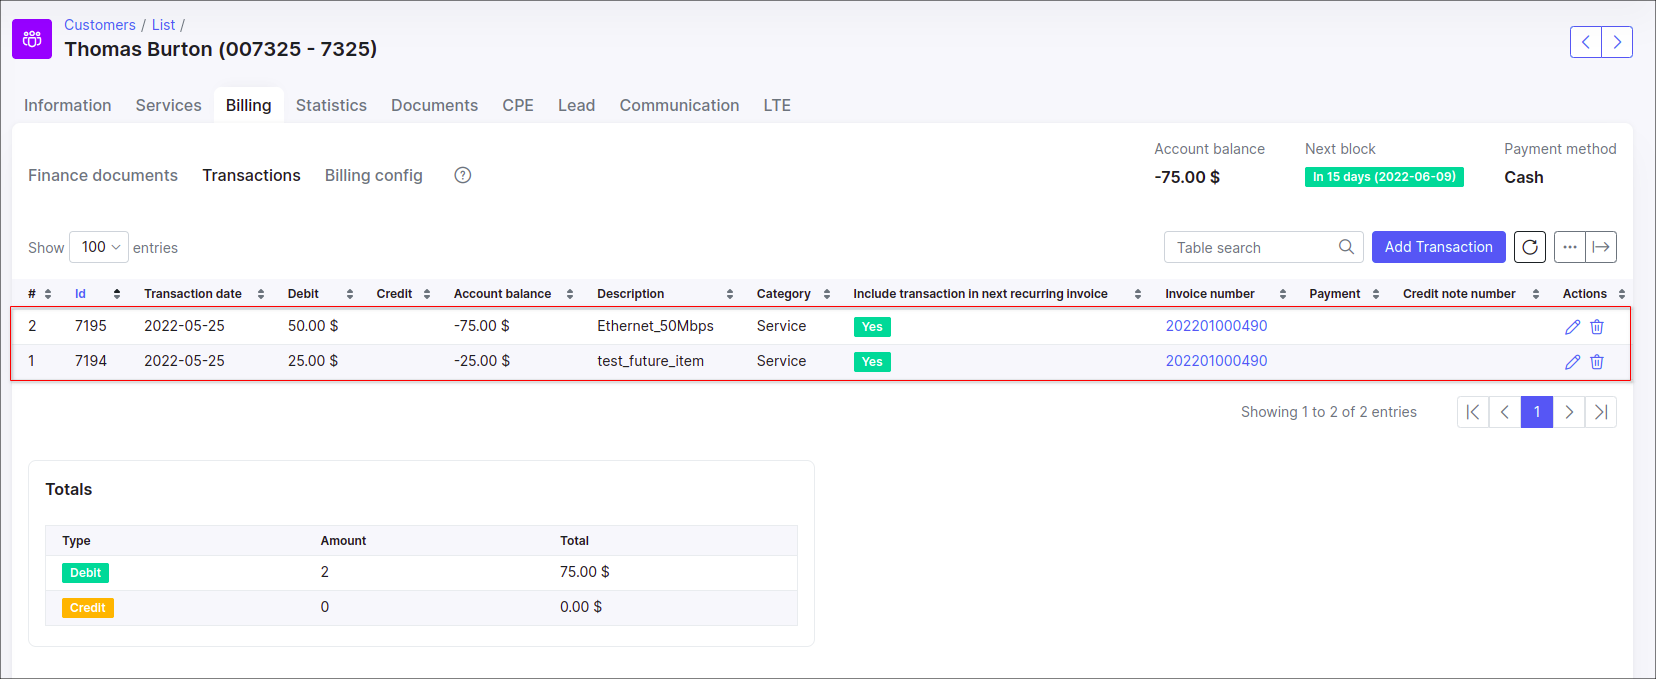 Customers / List /
Thomas Burton (007325 - 7325)
Information Services Billing Statistics Documents CPE Lead Communication LTE
Account balance Next block Payment method
Finance documents Transactions Billing config ?
-75.00 $ In 15 days (2022-06-09) Cash
Show 100 entries Table search Add Transaction
# Id Transaction date Debit Credit Account balance Description Category Include transaction in next recurring invoice Invoice number Payment Credit note number Actions
2 7195 2022-05-25 50.00 $ -75.00 $ Ethernet_50Mbps Service Yes 202201000490
1 7194 2022-05-25 25.00 $ -25.00 $ test_future_item Service Yes 202201000490
Showing 1 to 2 of 2 entries 1
Totals
Type Amount Total
Debit 2 75.00 $
Credit 0 0.00 $